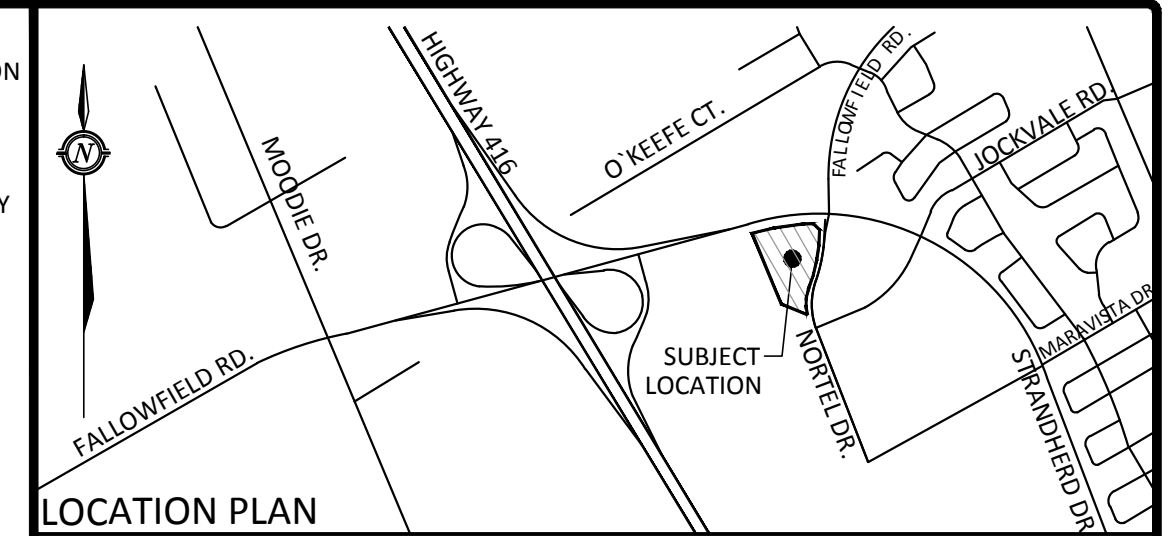 ON
Y
N
HIGHWAY 416
MOODIE DR.
O`KEEFE CT.
FALLOWFIELD RD.
JOCKVALE RD.
SUBJECT
LOCATION
NORTEL DR.
MARAVISTA DR
STRANDHERD DR
FALLOWFIELD RD.
LOCATION PLAN